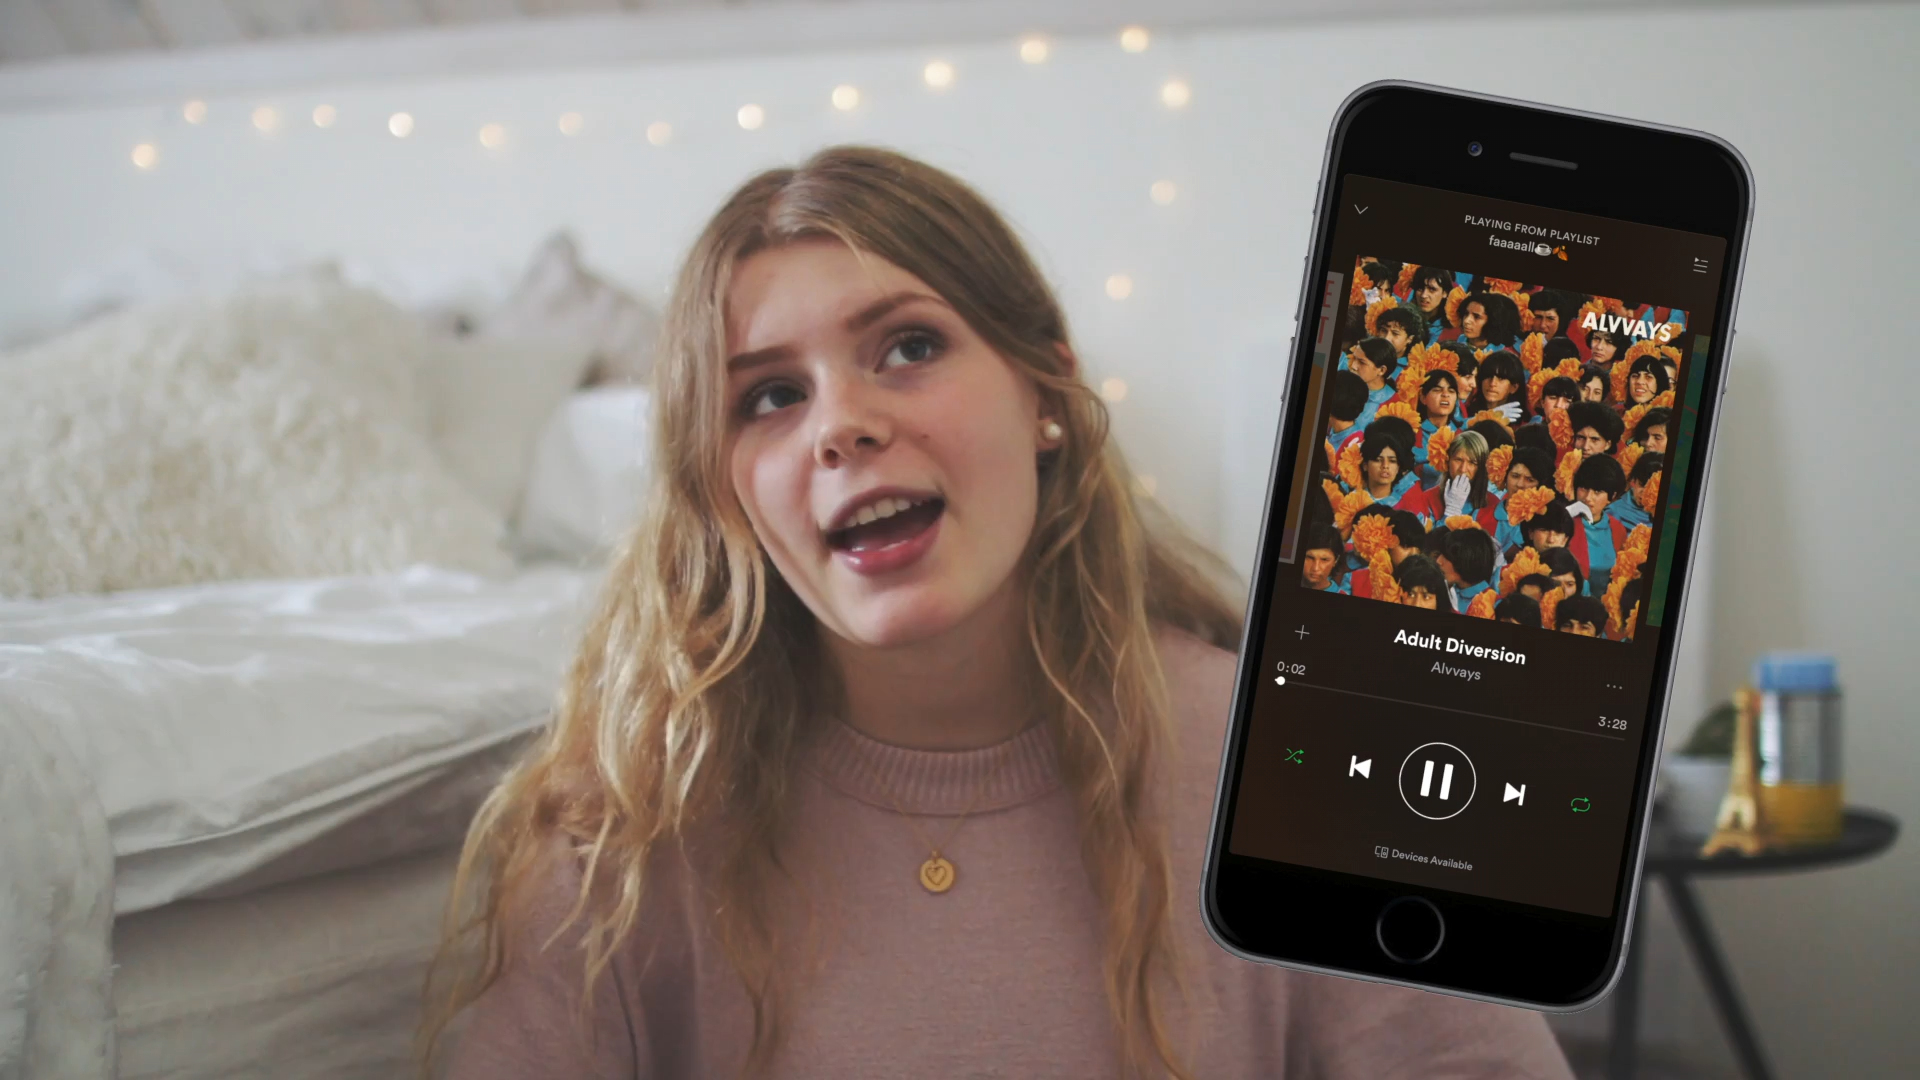 PLAYING FROM PLAYLIST
faaaaall☕🍂
ALVVAYS
Adult Diversion
Alvvays
0:02
3:28
Devices Available